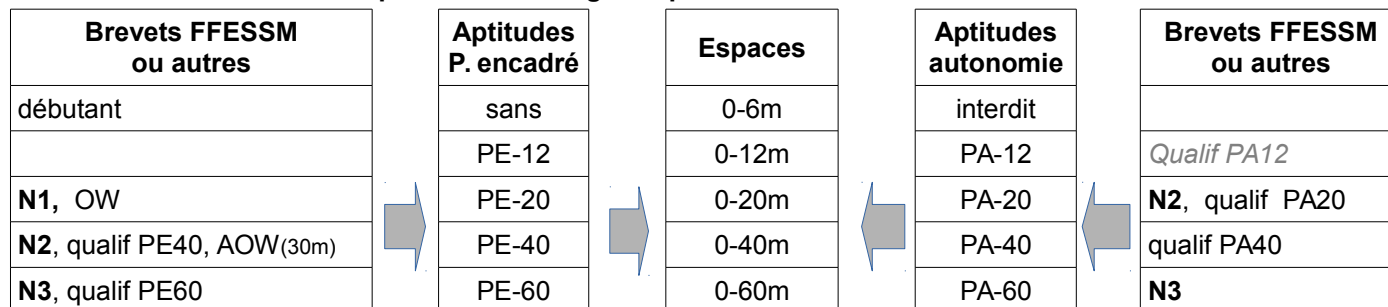 Brevets FFESSM ou autres | Aptitudes P. encadré | Espaces | Aptitudes autonomie | Brevets FFESSM ou autres
débutant | sans | 0-6m | interdit |
| PE-12 | 0-12m | PA-12 | Qualif PA12
N1, OW | PE-20 | 0-20m | PA-20 | N2, qualif PA20
N2, qualif PE40, AOW(30m) | PE-40 | 0-40m | PA-40 | qualif PA40
N3, qualif PE60 | PE-60 | 0-60m | PA-60 | N3